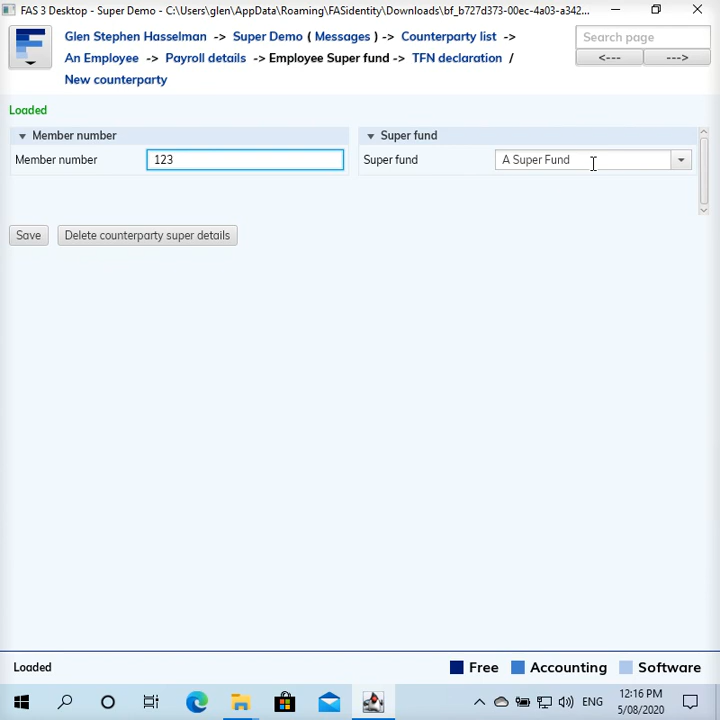 FAS 3 Desktop - Super Demo - C:\Users\glen\AppData\Roaming\FASidentity\Downloads\bf_b727d373-00ec-4a03-a342...
Glen Stephen Hasselman -> Super Demo ( Messages ) -> Counterparty list ->
An Employee -> Payroll details -> Employee Super fund -> TFN declaration /
New counterparty
Search page
<--- --->
Loaded
Member number
Member number 123
Super fund
Super fund A Super Fund
Save Delete counterparty super details
Loaded
Free Accounting Software
ENG
12:16 PM
5/08/2020